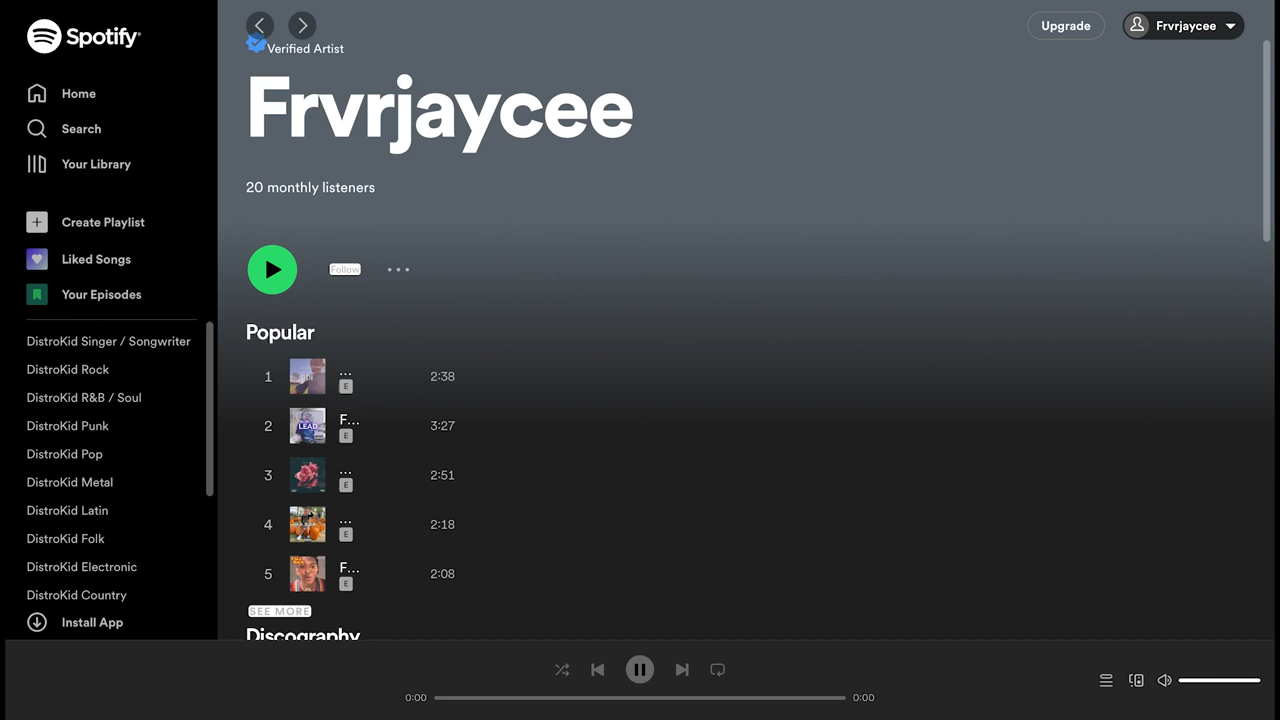 Spotify
Home
Search
Your Library
Create Playlist
Liked Songs
Your Episodes
DistroKid Singer / Songwriter
DistroKid Rock
DistroKid R&B / Soul
DistroKid Punk
DistroKid Pop
DistroKid Metal
DistroKid Latin
DistroKid Folk
DistroKid Electronic
DistroKid Country
Install App
Upgrade
Frvrjaycee
Verified Artist
Frvrjaycee
20 monthly listeners
Follow
Popular
1 ... E 2:38
2 LEAD F... E 3:27
3 ... E 2:51
4 ... E 2:18
5 F... E 2:08
SEE MORE
Discography
0:00 0:00